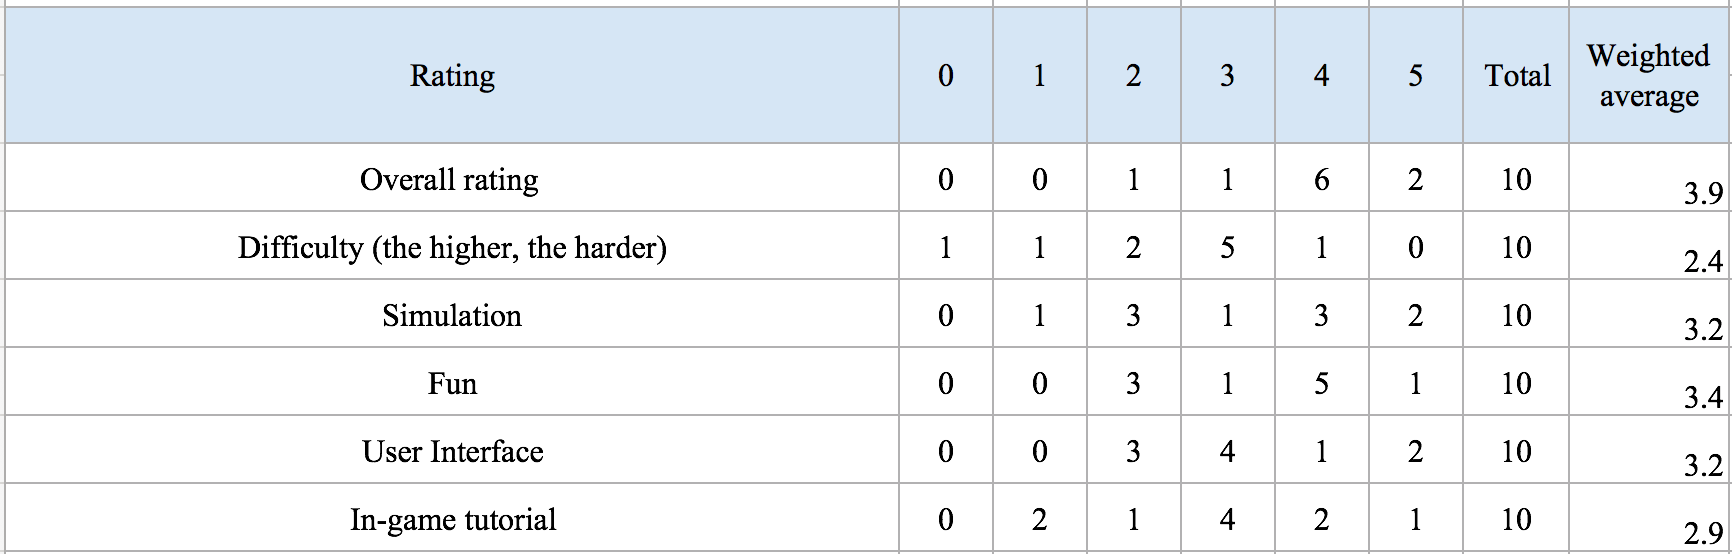 Rating 0 1 2 3 4 5 Total Weighted average
Overall rating 0 0 1 1 6 2 10 3.9
Difficulty (the higher, the harder) 1 1 2 5 1 0 10 2.4
Simulation 0 1 3 1 3 2 10 3.2
Fun 0 0 3 1 5 1 10 3.4
User Interface 0 0 3 4 1 2 10 3.2
In-game tutorial 0 2 1 4 2 1 10 2.9